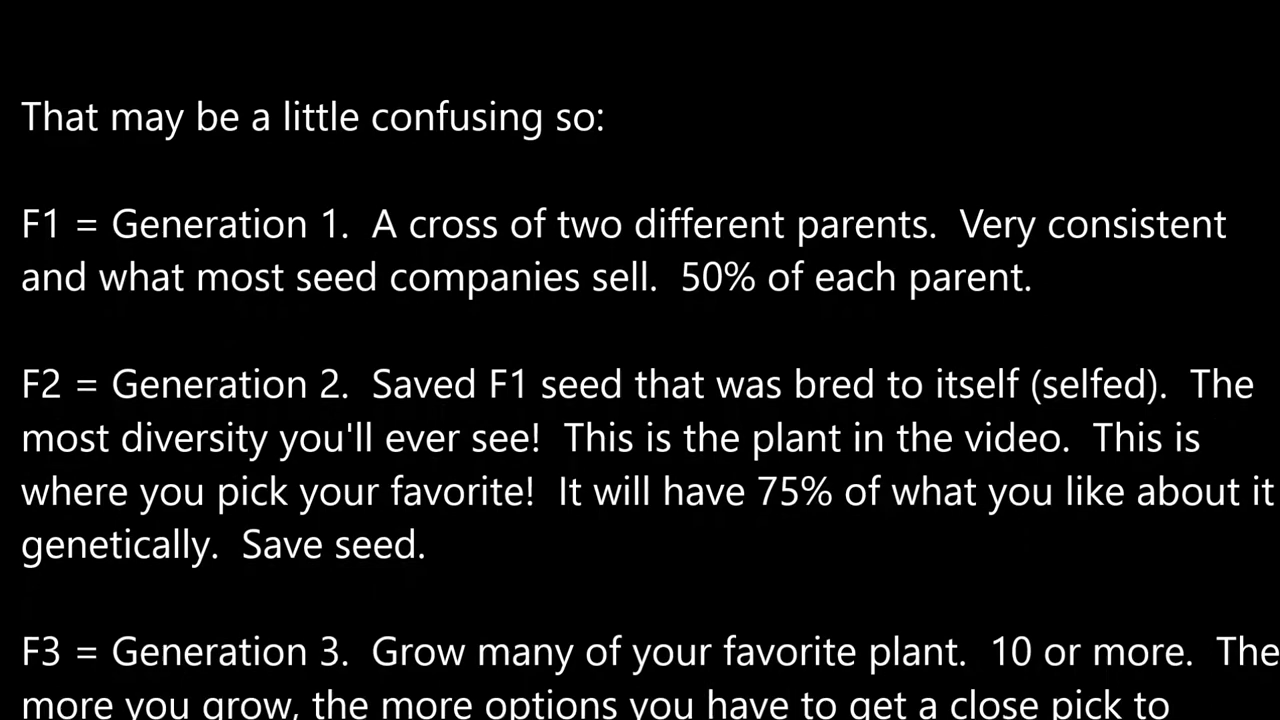 That may be a little confusing so:
F1 = Generation 1.  A cross of two different parents.  Very consistent
and what most seed companies sell.  50% of each parent.
F2 = Generation 2.  Saved F1 seed that was bred to itself (selfed).  The
most diversity you'll ever see!  This is the plant in the video.  This is
where you pick your favorite!  It will have 75% of what you like about it
genetically.  Save seed.
F3 = Generation 3.  Grow many of your favorite plant.  10 or more.  The
more you grow, the more options you have to get a close pick to